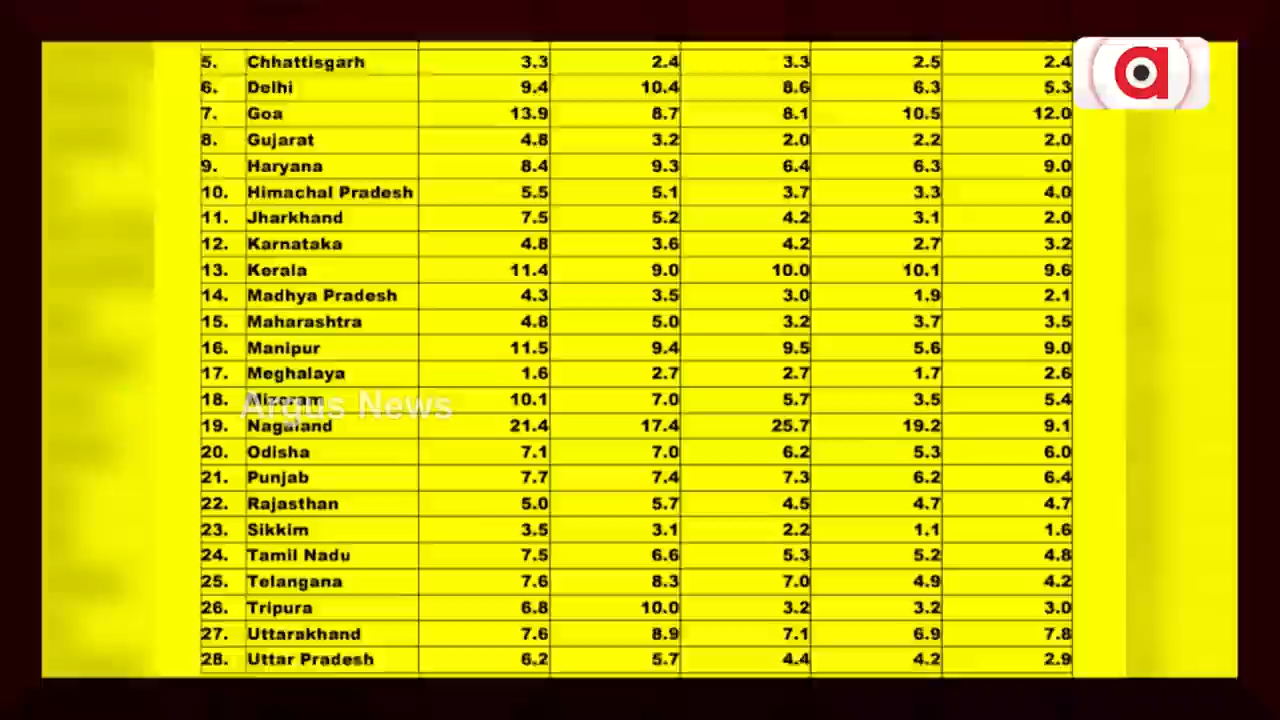 5. Chhattisgarh 3.3 2.4 3.3 2.5 2.4
6. Delhi 9.4 10.4 8.6 6.3 5.3
7. Goa 13.9 8.7 8.1 10.5 12.0
8. Gujarat 4.8 3.2 2.0 2.2 2.0
9. Haryana 8.4 9.3 6.4 6.3 9.0
10. Himachal Pradesh 5.5 5.1 3.7 3.3 4.0
11. Jharkhand 7.5 5.2 4.2 3.1 2.0
12. Karnataka 4.8 3.6 4.2 2.7 3.2
13. Kerala 11.4 9.0 10.0 10.1 9.6
14. Madhya Pradesh 4.3 3.5 3.0 1.9 2.1
15. Maharashtra 4.8 5.0 3.2 3.7 3.5
16. Manipur 11.5 9.4 9.5 5.6 9.0
17. Meghalaya 1.6 2.7 2.7 1.7 2.6
18. Mizoram 10.1 7.0 5.7 3.5 5.4
Argus News
19. Nagaland 21.4 17.4 25.7 19.2 9.1
20. Odisha 7.1 7.0 6.2 5.3 6.0
21. Punjab 7.7 7.4 7.3 6.2 6.4
22. Rajasthan 5.0 5.7 4.5 4.7 4.7
23. Sikkim 3.5 3.1 2.2 1.1 1.6
24. Tamil Nadu 7.5 6.6 5.3 5.2 4.8
25. Telangana 7.6 8.3 7.0 4.9 4.2
26. Tripura 6.8 10.0 3.2 3.2 3.0
27. Uttarakhand 7.6 8.9 7.1 6.9 7.8
28. Uttar Pradesh 6.2 5.7 4.4 4.2 2.9
a